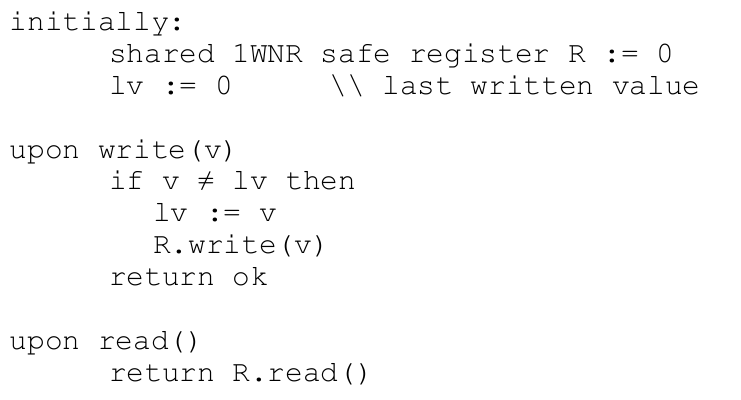 initially:
shared 1WNR safe register R := 0
lv := 0 \\ last written value
upon write(v)
if v ≠ lv then
lv := v
R.write(v)
return ok
upon read()
return R.read()